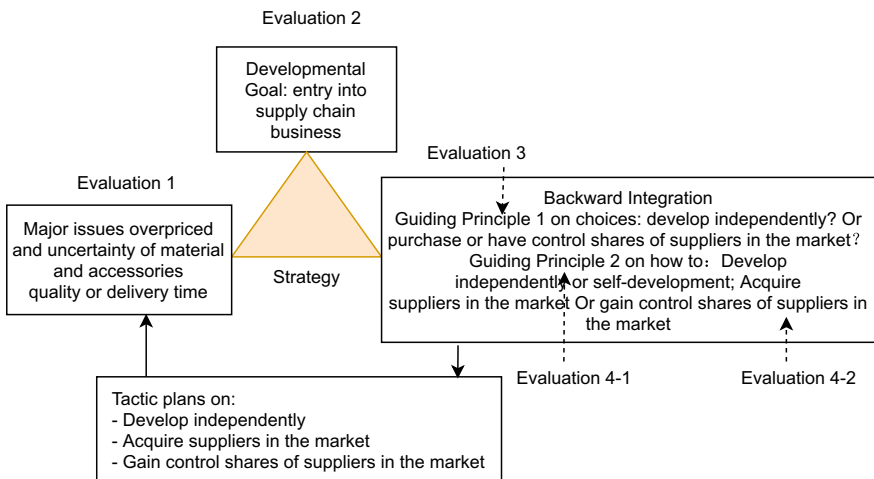 Evaluation 2
Developmental
Goal: entry into
supply chain
business
Evaluation 3
Evaluation 1
Major issues overpriced
and uncertainty of material
and accessories
quality or delivery time
Strategy
Backward Integration
Guiding Principle 1 on choices: develop independently? Or
purchase or have control shares of suppliers in the market？
Guiding Principle 2 on how to：Develop
independently or self-development; Acquire
suppliers in the market Or gain control shares of suppliers in
the market
Evaluation 4-1
Evaluation 4-2
Tactic plans on:
- Develop independently
- Acquire suppliers in the market
- Gain control shares of suppliers in the market